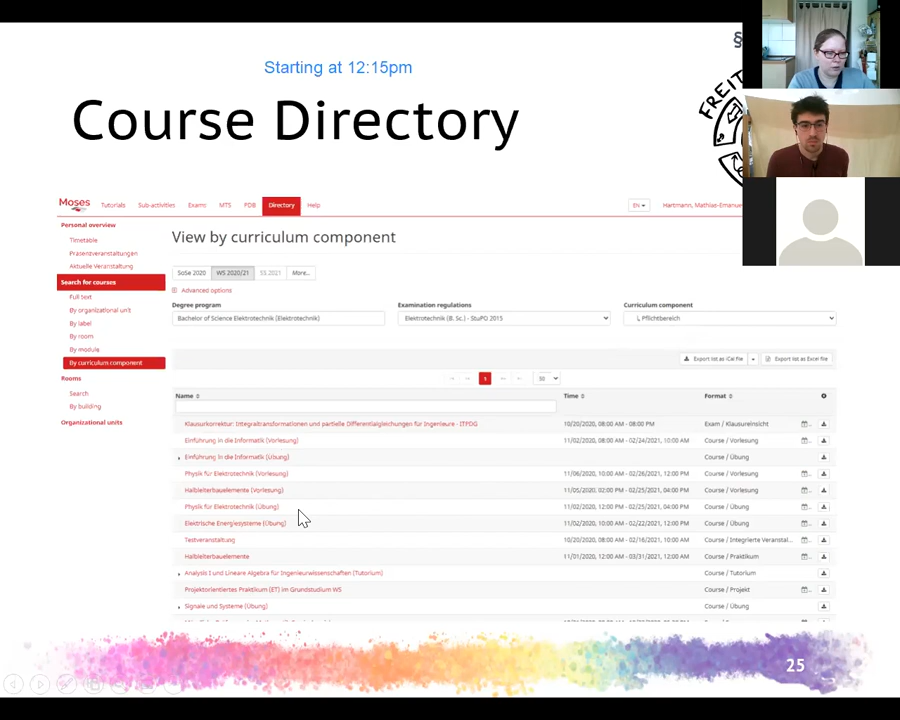 §
Starting at 12:15pm
FREIT
Course Directory
Moses
Tutorials Sub-activities Exams MTS PDB Directory Help
EN Hartmann, Mathias-Emanuel
Personal overview
Timetable
Präsenzveranstaltungen
Aktuelle Veranstaltung
Search for courses
Full text
By organizational unit
By label
By room
By module
By curriculum component
Rooms
Search
By building
Organizational units
View by curriculum component
SoSe 2020 WS 2020/21 SS 2021 More...
Advanced options
Degree program Examination regulations Curriculum component
Bachelor of Science Elektrotechnik (Elektrotechnik) Elektrotechnik (B. Sc.) - StuPO 2015 Pflichtbereich
Export list as iCal file Export list as Excel file
1 50
Name Time Format
Klausurkorrektur: Integraltransformationen und partielle Differentialgleichungen für Ingenieure - ITPDG 10/20/2020, 08:00 AM - 08:00 PM Exam / Klausureinsicht
Einführung in die Informatik (Vorlesung) 11/02/2020, 08:00 AM - 02/24/2021, 10:00 AM Course / Vorlesung
Einführung in die Informatik (Übung) Course / Übung
Physik für Elektrotechnik (Vorlesung) 11/06/2020, 10:00 AM - 02/26/2021, 12:00 PM Course / Vorlesung
Halbleiterbauelemente (Vorlesung) 11/05/2020, 02:00 PM - 02/25/2021, 04:00 PM Course / Vorlesung
Physik für Elektrotechnik (Übung) 11/02/2020, 12:00 PM - 02/25/2021, 04:00 PM Course / Übung
Elektrische Energiesysteme (Übung) 11/02/2020, 10:00 AM - 02/22/2021, 12:00 PM Course / Übung
Testveranstaltung 10/20/2020, 08:00 AM - 02/16/2021, 10:00 AM Course / Integrierte Veranstal...
Halbleiterbauelemente 11/01/2020, 12:00 AM - 03/31/2021, 12:00 AM Course / Praktikum
Analysis I und Lineare Algebra für Ingenieurwissenschaften (Tutorium) Course / Tutorium
Projektorientiertes Praktikum (ET) im Grundstudium WS Course / Projekt
Signale und Systeme (Übung) Course / Übung
25